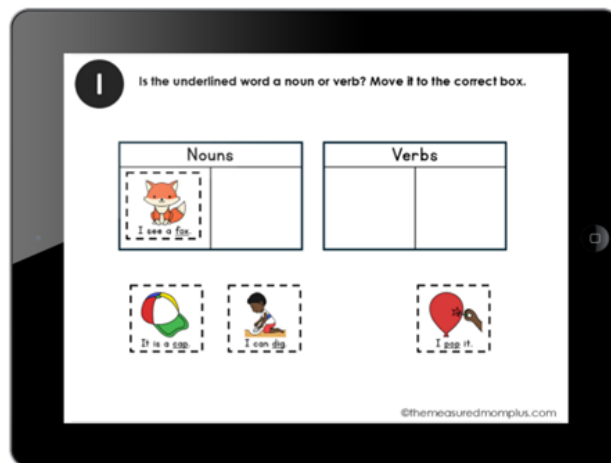 1
Is the underlined word a noun or verb? Move it to the correct box.
Nouns
Verbs
I see a fox.
It is a cap.
I can dig.
I pop it.
©themeasuredmomplus.com